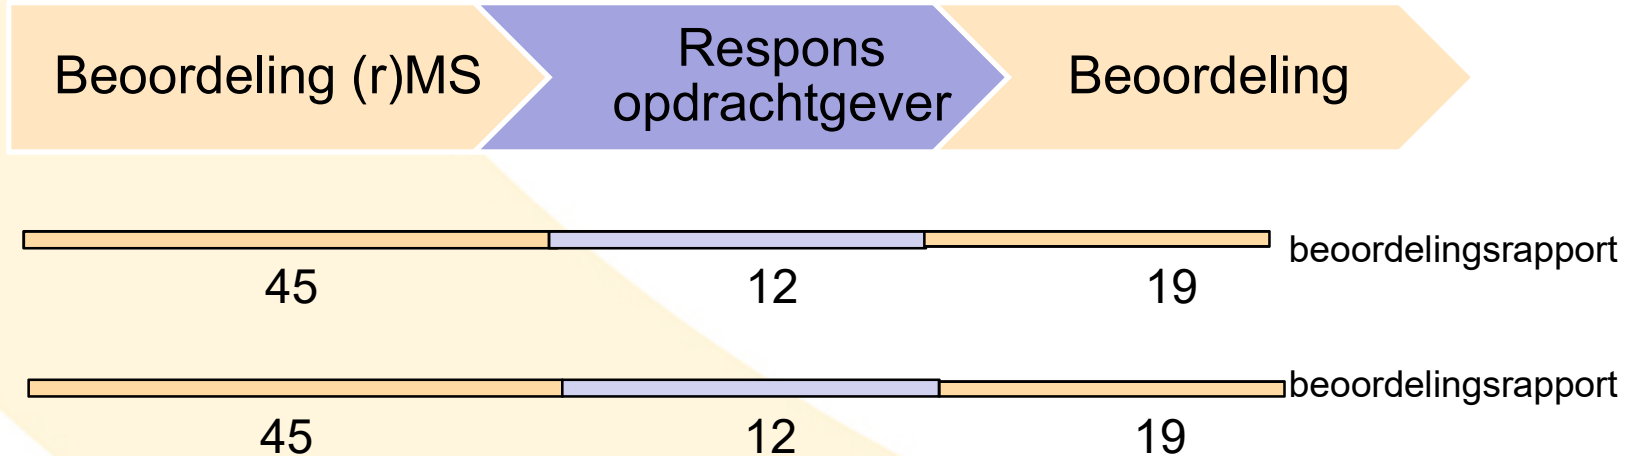 Beoordeling (r)MS
Respons
opdrachtgever
Beoordeling
beoordelingsrapport
45
12
19
beoordelingsrapport
45
12
19